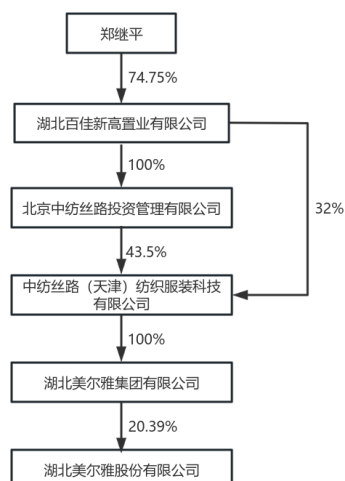 郑继平
74.75%
湖北百佳新高置业有限公司
100%
北京中纺丝路投资管理有限公司
32%
43.5%
中纺丝路（天津）纺织服装科技
有限公司
100%
湖北美尔雅集团有限公司
20.39%
湖北美尔雅股份有限公司